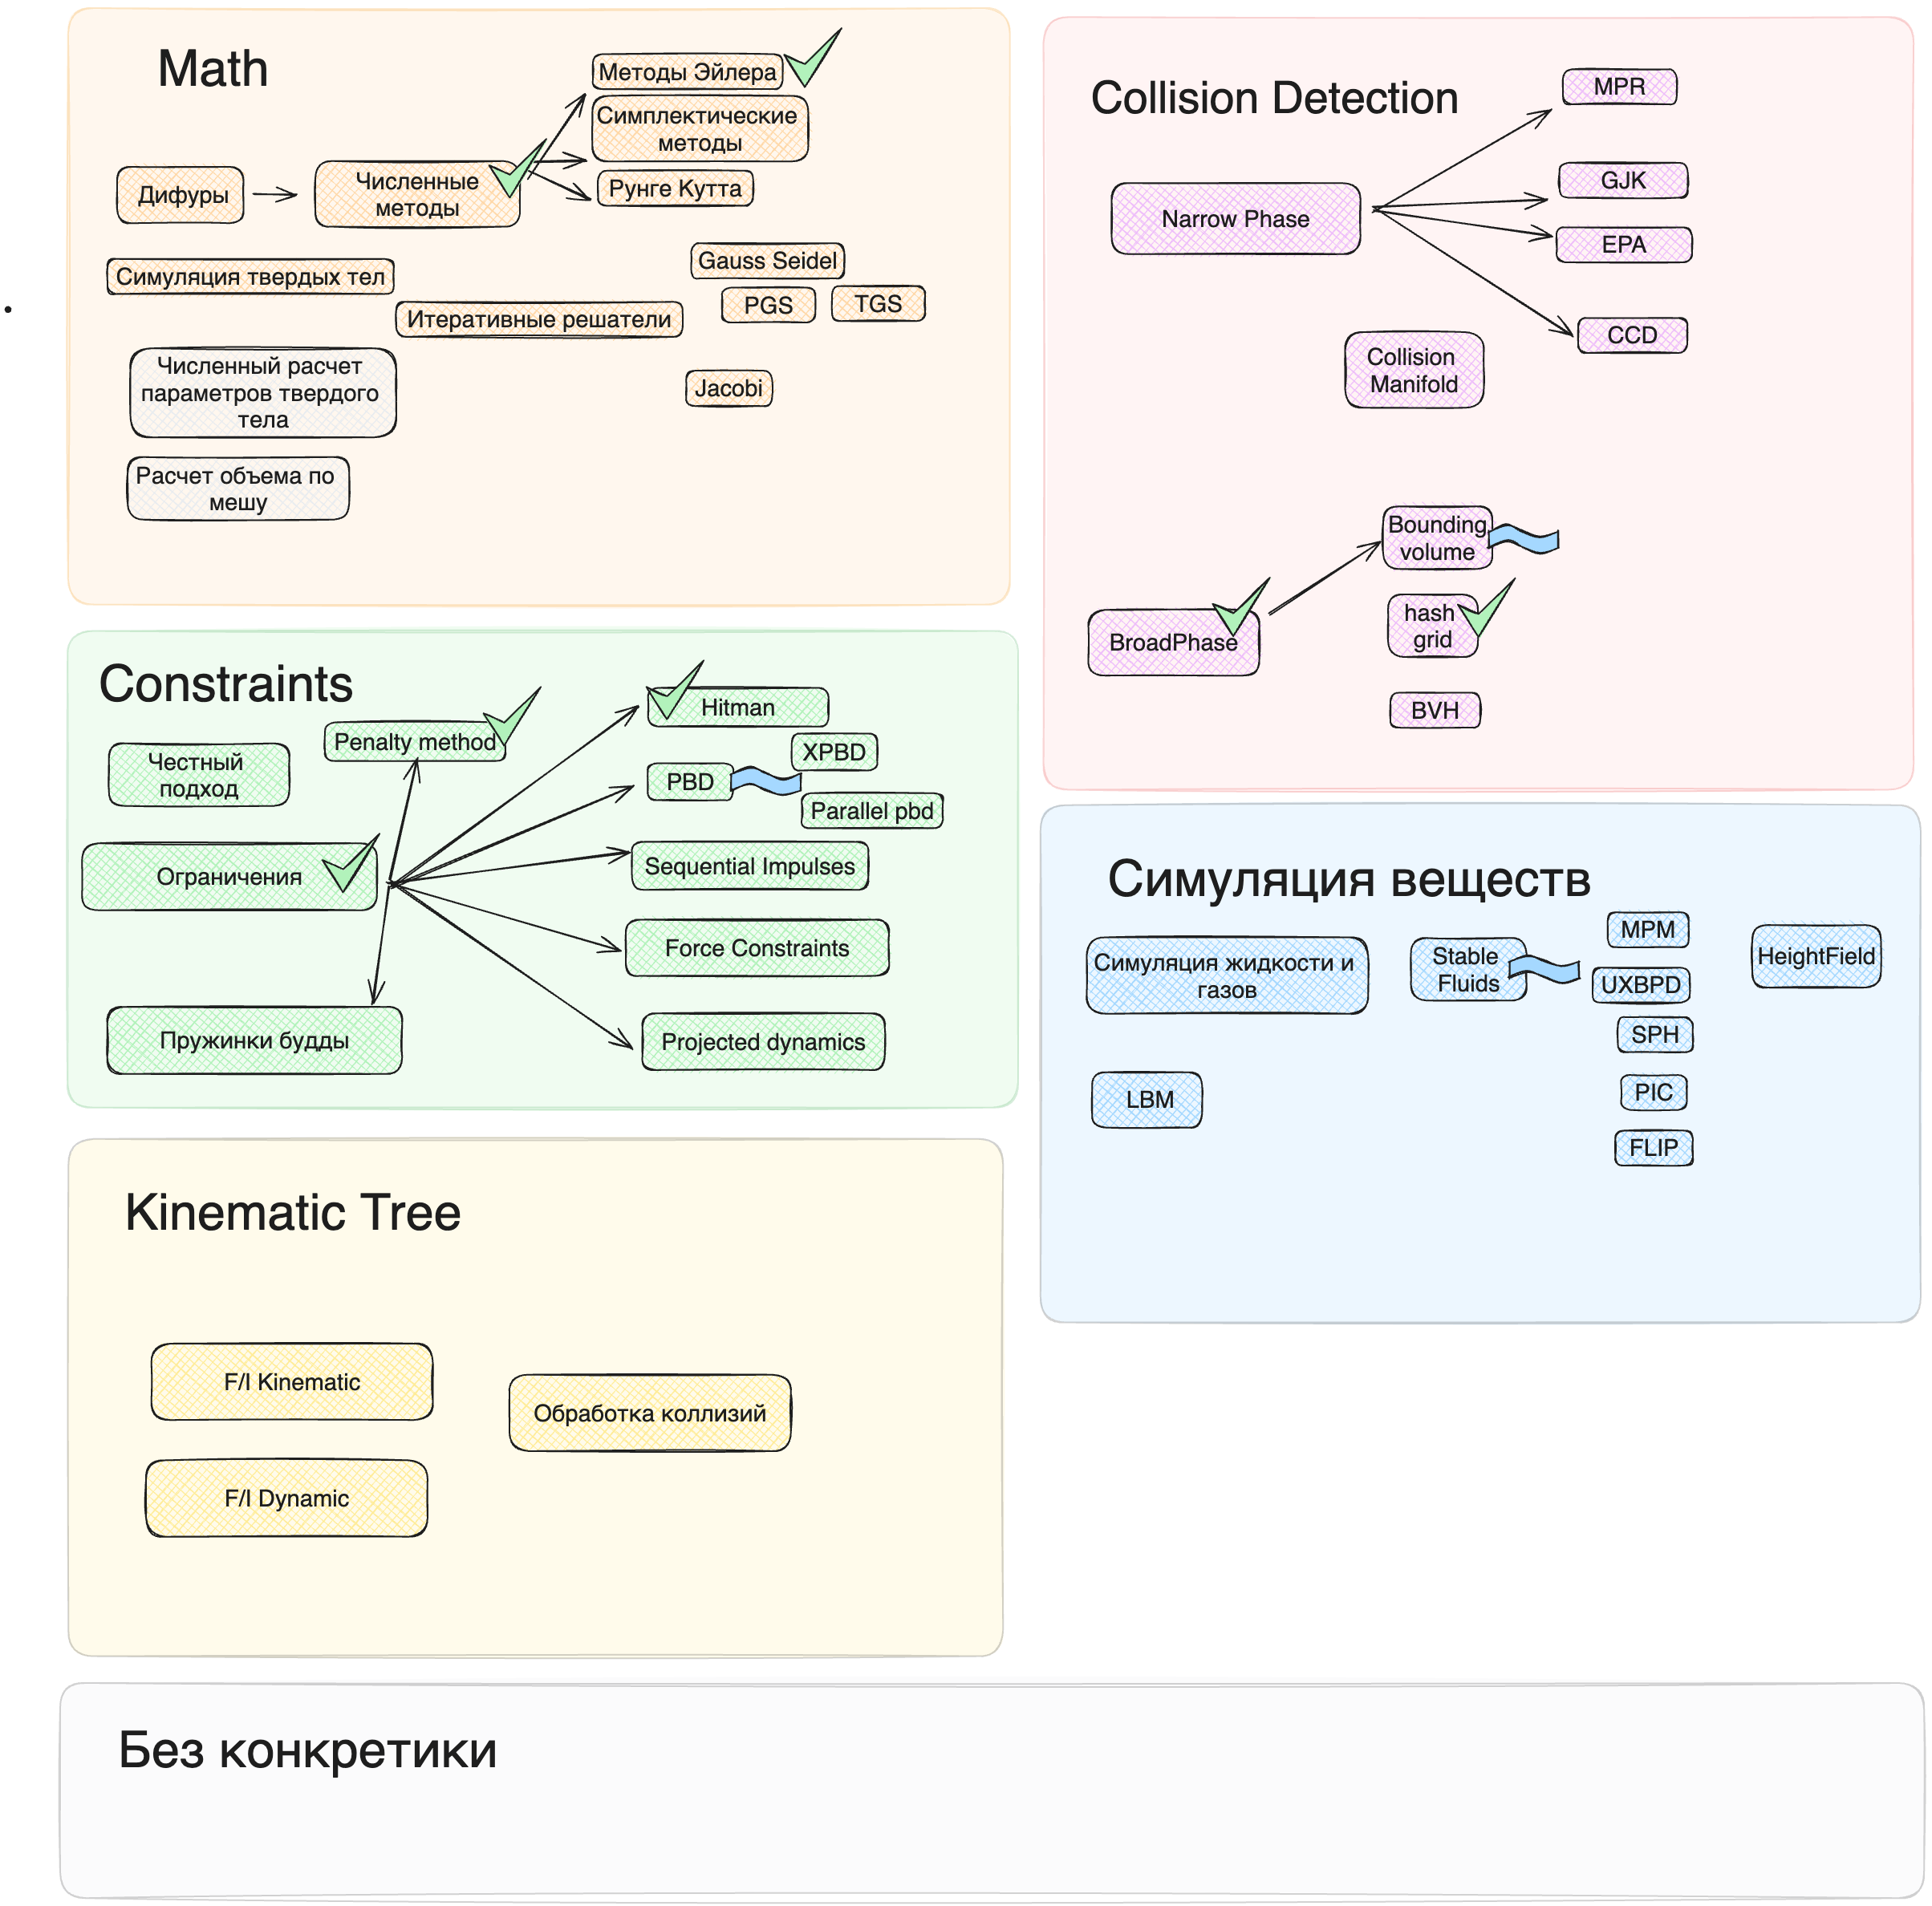 Math
Методы Эйлера
Симплектические
методы
Дифуры
Численные
методы
Рунге Кутта
Симуляция твердых тел
Gauss Seidel
Итеративные решатели
PGS
TGS
Численный расчет
параметров твердого
тела
Jacobi
Расчет объема по
мешу
Collision Detection
MPR
Narrow Phase
GJK
EPA
CCD
Collision
Manifold
Bounding
volume
BroadPhase
hash
grid
BVH
Constraints
Честный
подход
Penalty method
Hitman
XPBD
PBD
Parallel pbd
Ограничения
Sequential Impulses
Force Constraints
Пружинки будды
Projected dynamics
Симуляция веществ
Симуляция жидкости и
газов
Stable
Fluids
MPM
UXBPD
HeightField
SPH
LBM
PIC
FLIP
Kinematic Tree
F/I Kinematic
Обработка коллизий
F/I Dynamic
Без конкретики